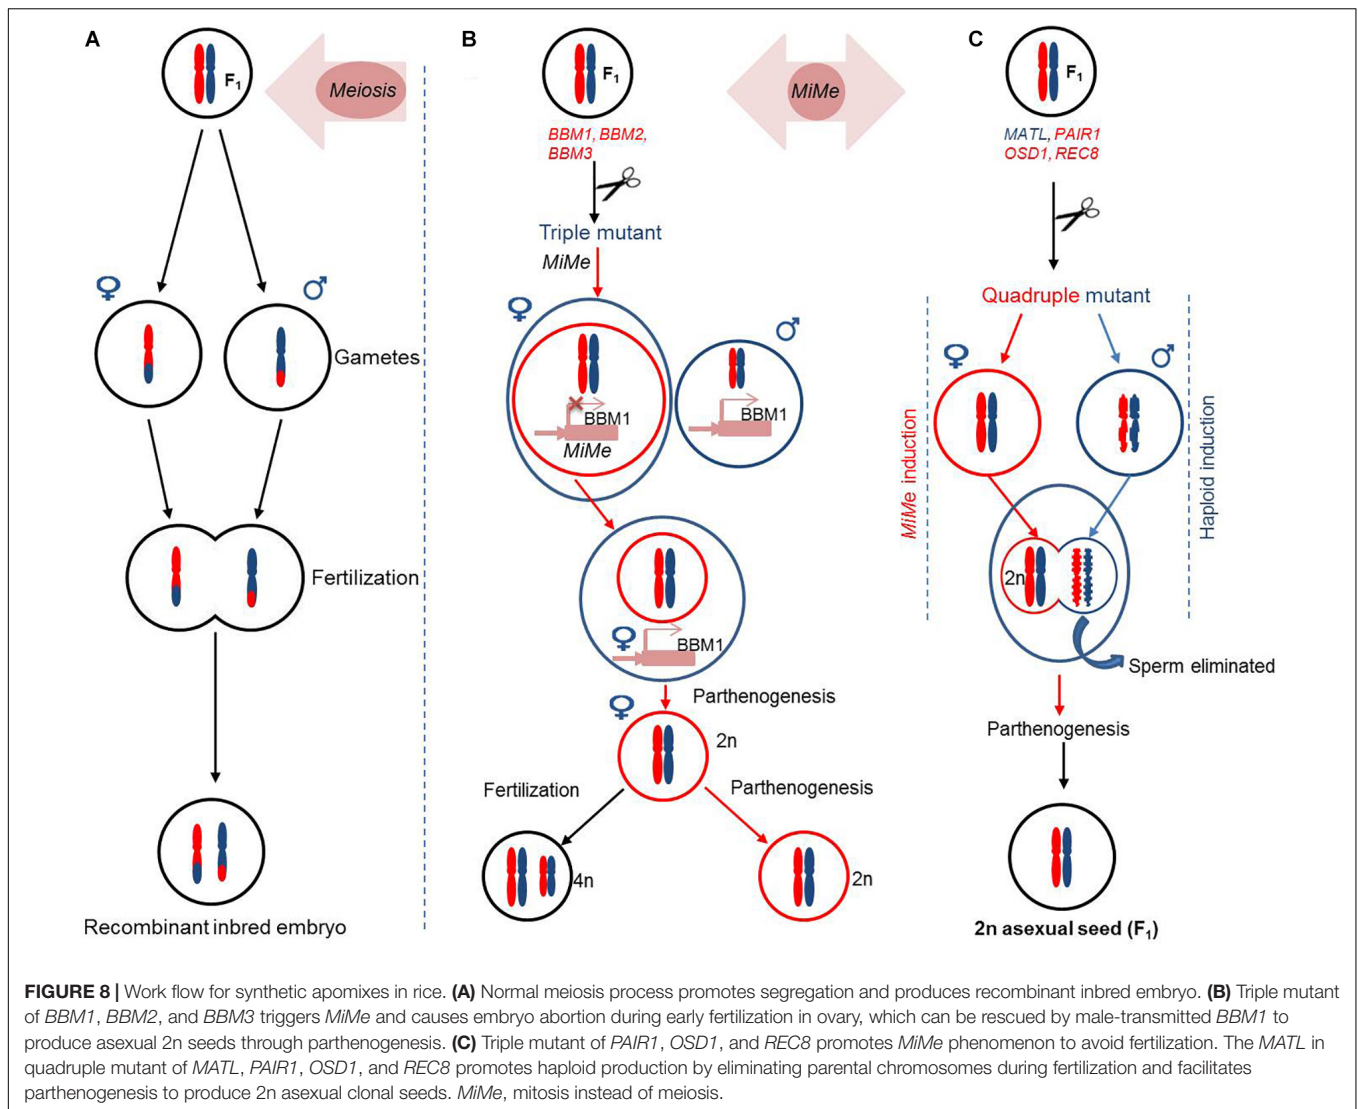 A
F1
Meiosis
♀
♂
Gametes
Fertilization
Recombinant inbred embryo
B
F1
BBM1, BBM2,
BBM3
Triple mutant
MiMe
♀
♂
BBM1
MiMe
BBM1
♀
BBM1
Parthenogenesis
♀
2n
Fertilization
Parthenogenesis
4n
2n
MiMe
C
F1
MATL, PAIR1
OSD1, REC8
Quadruple mutant
♀
♂
MiMe induction
Haploid induction
2n
Sperm eliminated
Parthenogenesis
2n asexual seed (F1)
FIGURE 8 | Work flow for synthetic apomixes in rice. (A) Normal meiosis process promotes segregation and produces recombinant inbred embryo. (B) Triple mutant
of BBM1, BBM2, and BBM3 triggers MiMe and causes embryo abortion during early fertilization in ovary, which can be rescued by male-transmitted BBM1 to
produce asexual 2n seeds through parthenogenesis. (C) Triple mutant of PAIR1, OSD1, and REC8 promotes MiMe phenomenon to avoid fertilization. The MATL in
quadruple mutant of MATL, PAIR1, OSD1, and REC8 promotes haploid production by eliminating parental chromosomes during fertilization and facilitates
parthenogenesis to produce 2n asexual clonal seeds. MiMe, mitosis instead of meiosis.